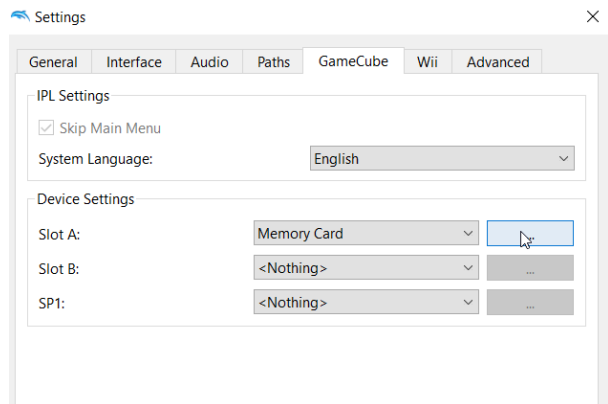 Settings
General Interface Audio Paths GameCube Wii Advanced
IPL Settings
Skip Main Menu
System Language: English
Device Settings
Slot A: Memory Card ...
Slot B: <Nothing> ...
SP1: <Nothing> ...